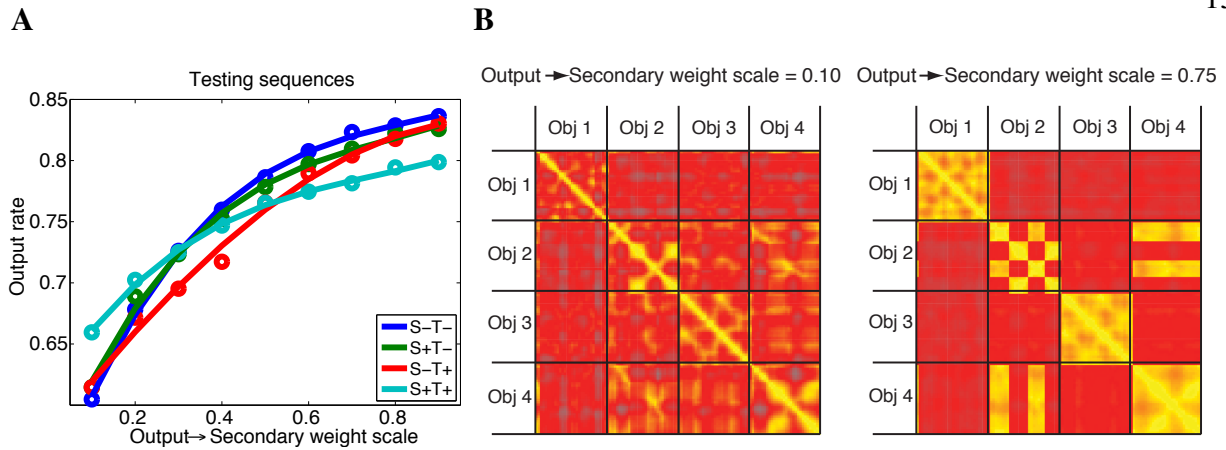 A
B
Testing sequences
Output rate
0.85
0.8
0.75
0.7
0.65
0.2
0.4
0.6
0.8
Output→Secondary weight scale
S−T−
S+T−
S−T+
S+T+
Output →Secondary weight scale = 0.10
Obj 1 Obj 2 Obj 3 Obj 4
Obj 1
Obj 2
Obj 3
Obj 4
Output →Secondary weight scale = 0.75
Obj 1 Obj 2 Obj 3 Obj 4
Obj 1
Obj 2
Obj 3
Obj 4